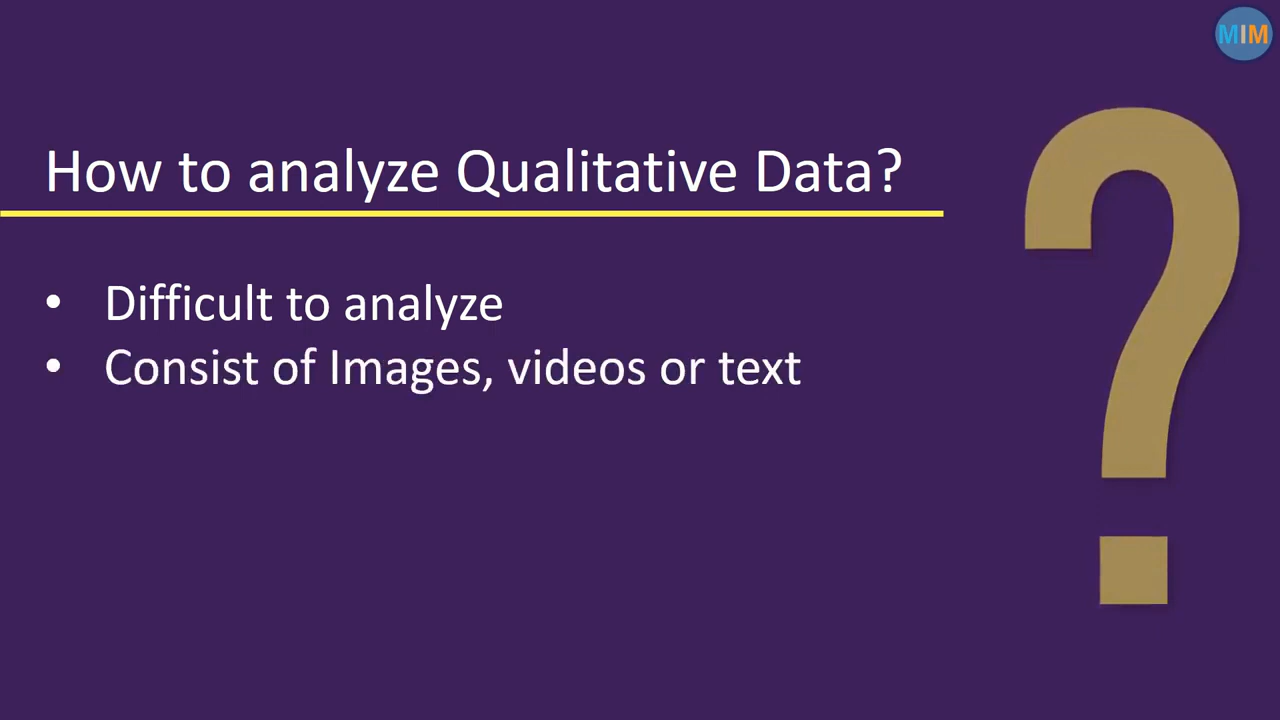 MIM
How to analyze Qualitative Data?
• Difficult to analyze
• Consist of Images, videos or text
?